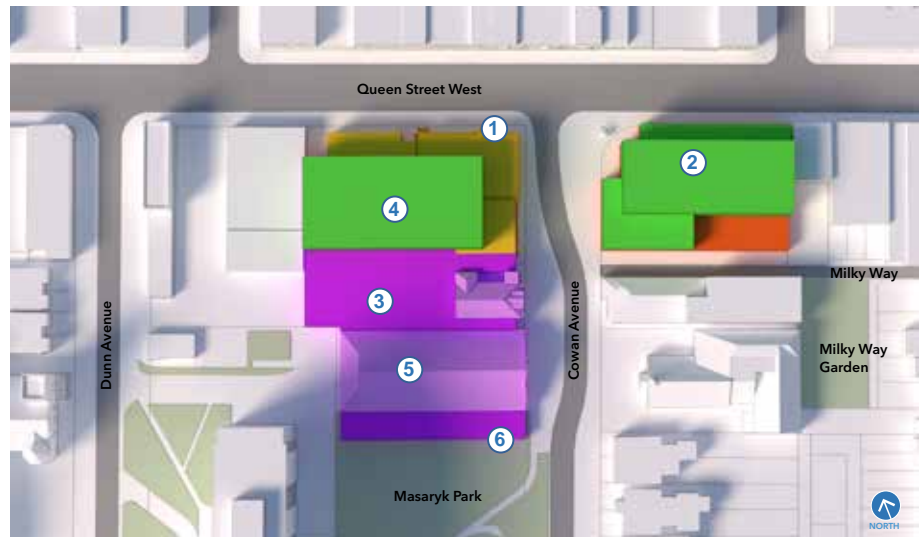 Queen Street West
1
2
4
Milky Way
3
Dunn Avenue
Cowan Avenue
Milky Way
Garden
5
6
Masaryk Park
NORTH